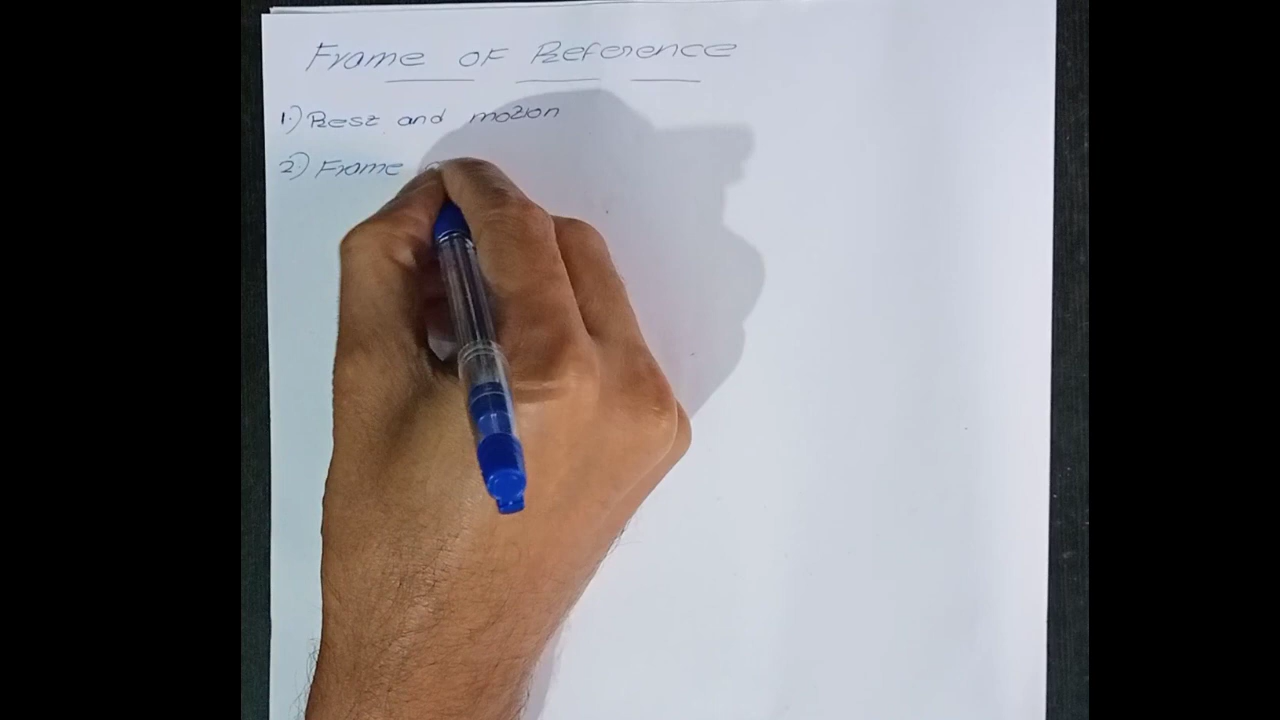 Frame of Reference
1.) Rest and motion
2.) Frame